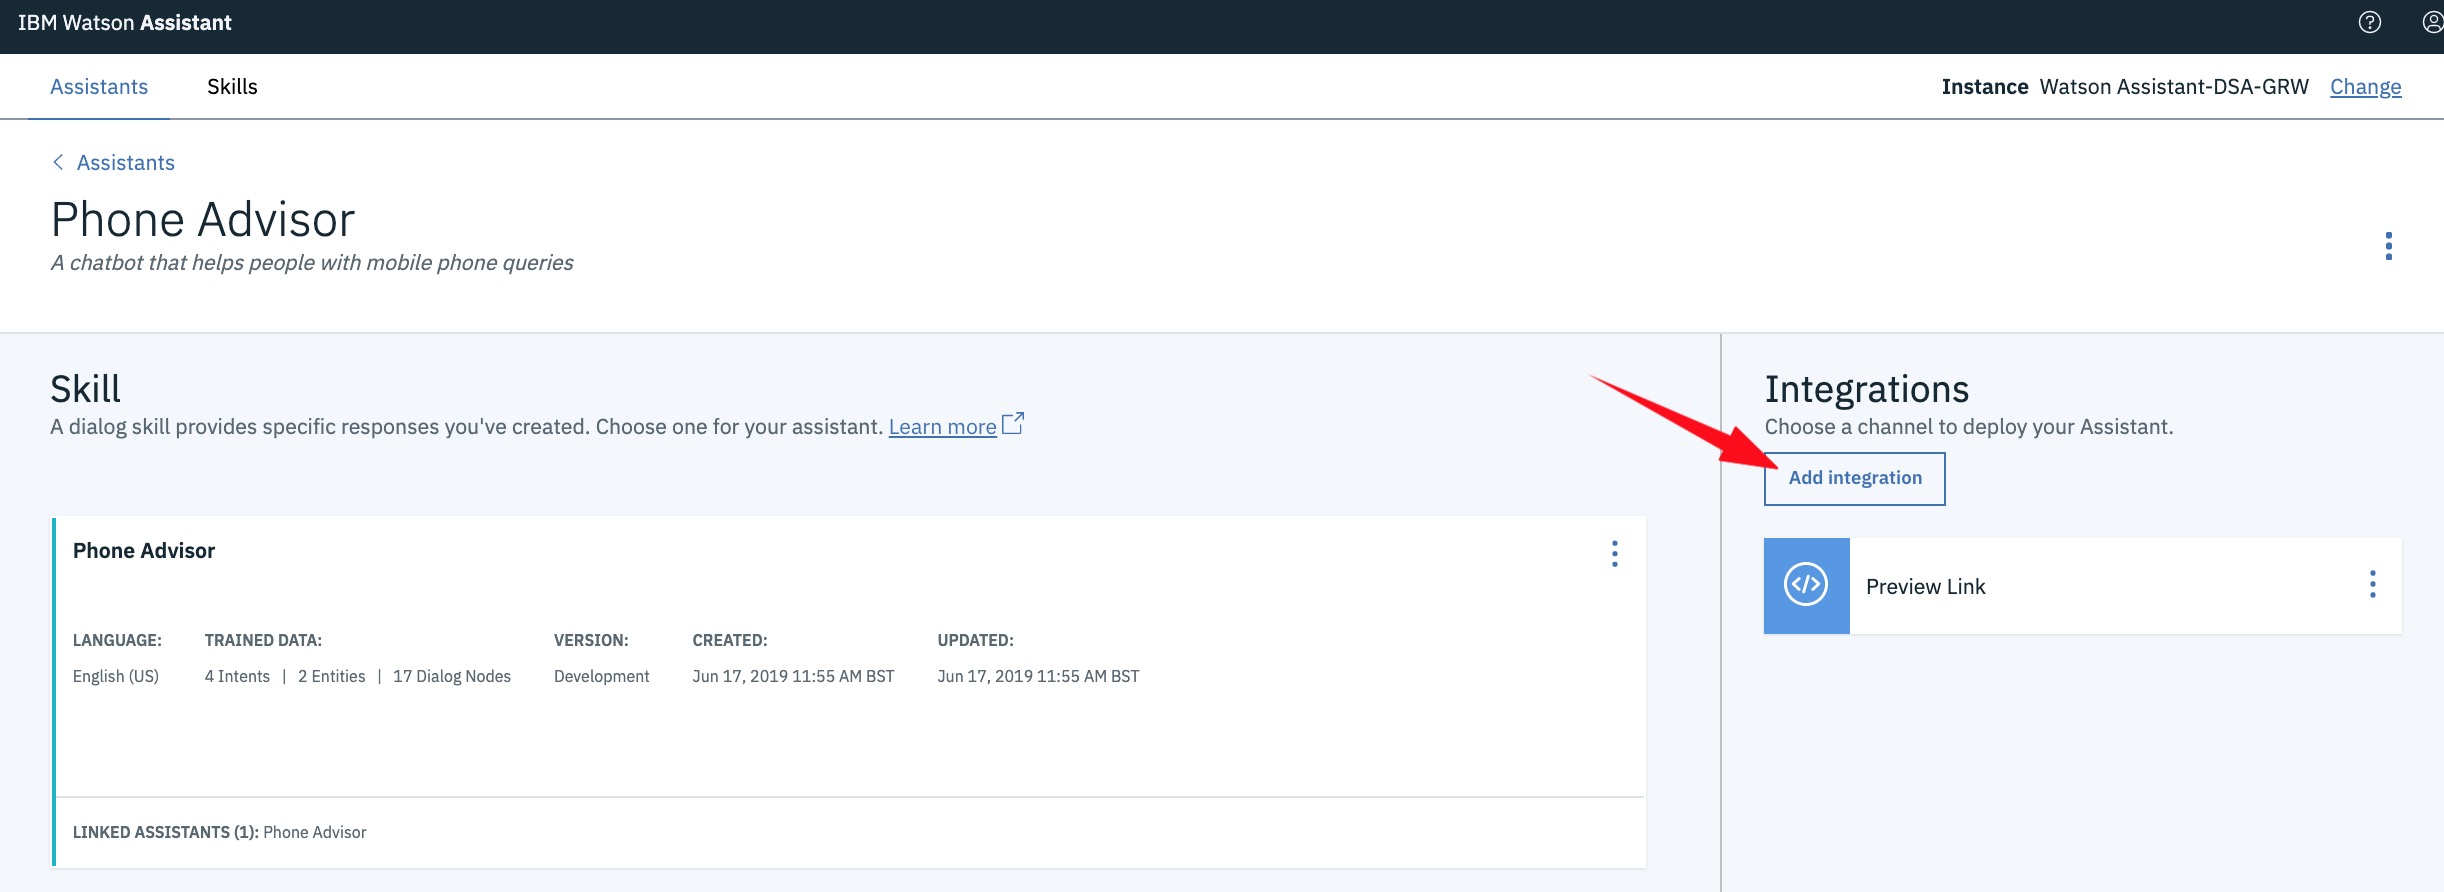 IBM Watson Assistant
Assistants Skills Instance Watson Assistant-DSA-GRW Change
Assistants
Phone Advisor
A chatbot that helps people with mobile phone queries
Skill
A dialog skill provides specific responses you've created. Choose one for your assistant. Learn more
Integrations
Choose a channel to deploy your Assistant.
Add integration
Phone Advisor
LANGUAGE: TRAINED DATA: VERSION: CREATED: UPDATED:
English (US) 4 Intents | 2 Entities | 17 Dialog Nodes Development Jun 17, 2019 11:55 AM BST Jun 17, 2019 11:55 AM BST
LINKED ASSISTANTS (1): Phone Advisor
Preview Link